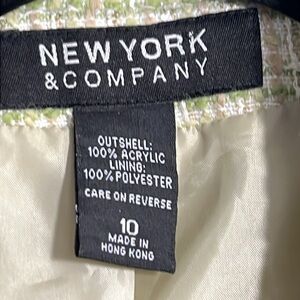 NEW YORK
& COMPANY
OUTSHELL:
100% ACRYLIC
LINING:
100% POLYESTER
CARE ON REVERSE
10
MADE IN
HONG KONG